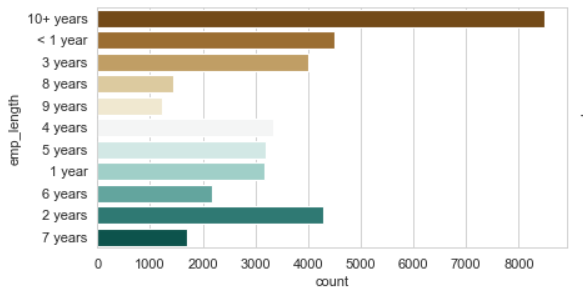 10+ years
< 1 year
3 years
8 years
9 years
4 years
5 years
1 year
6 years
2 years
7 years
emp_length
0 1000 2000 3000 4000 5000 6000 7000 8000
count